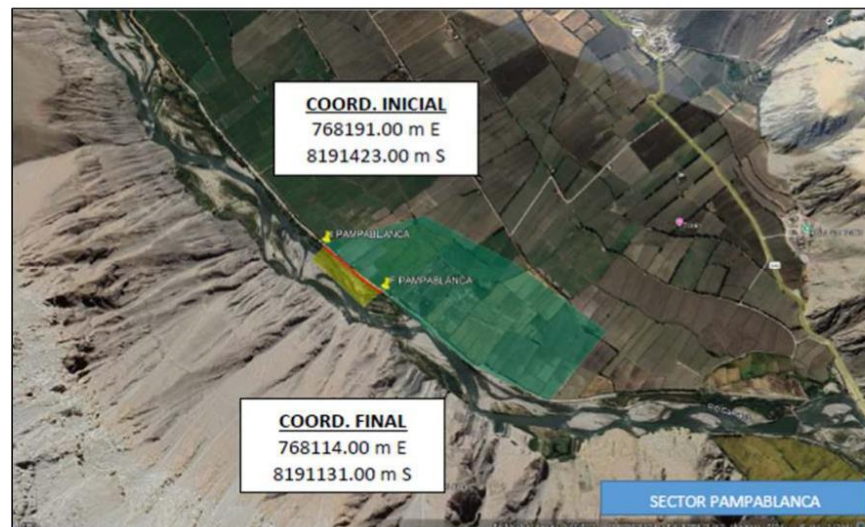 COORD. INICIAL
768191.00 m E
8191423.00 m S
I PAMPABLANCA
F PAMPABLANCA
COORD. FINAL
768114.00 m E
8191131.00 m S
SECTOR PAMPABLANCA